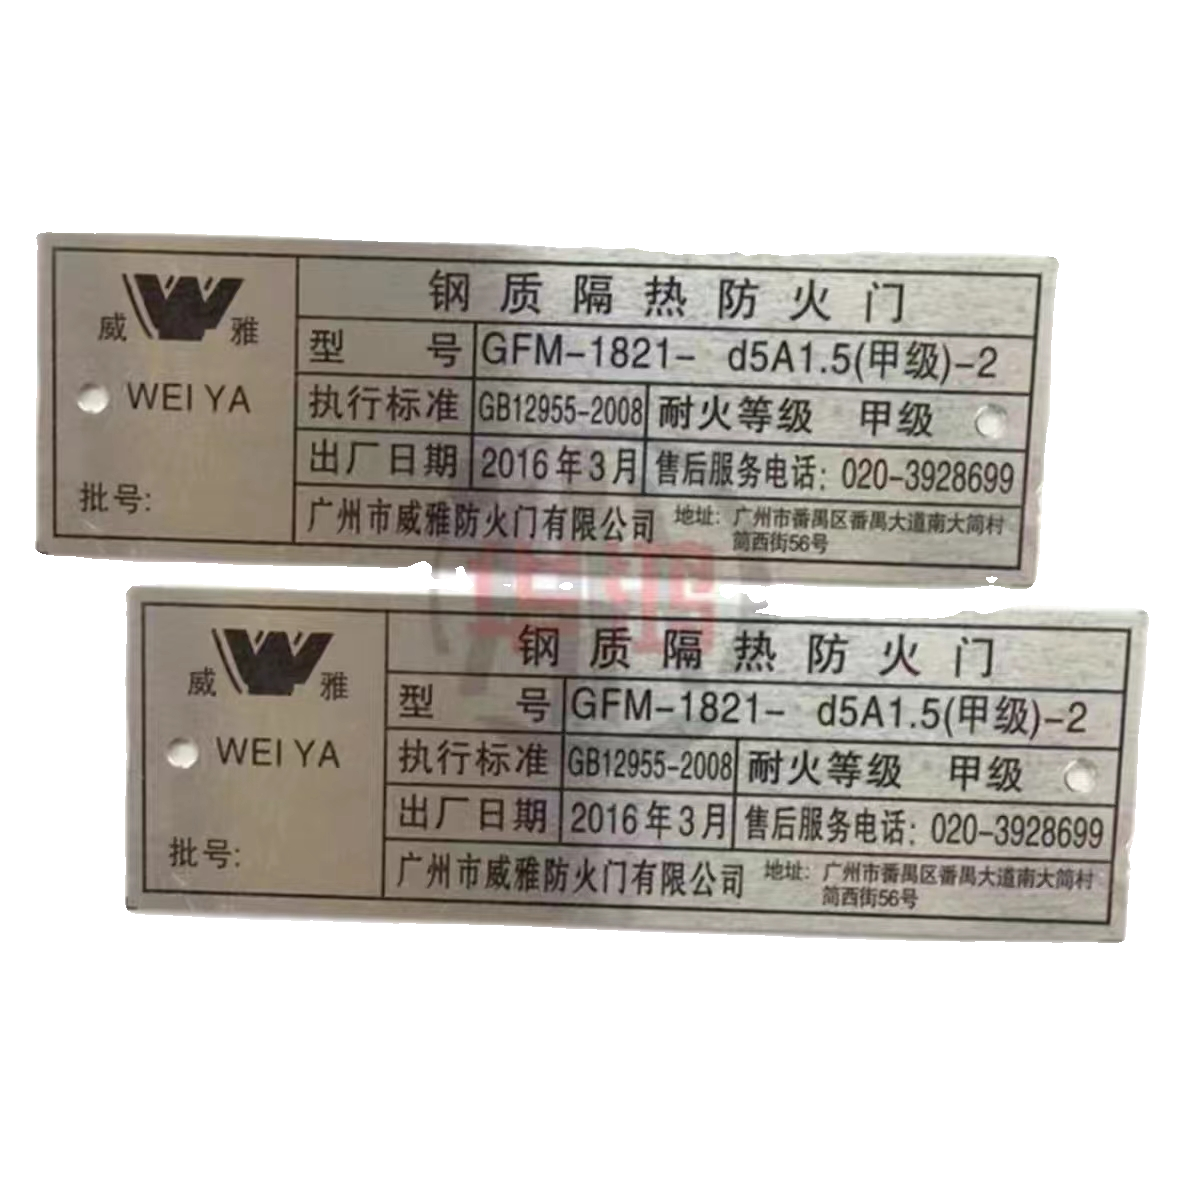 威 雅
WEI YA
批号:
钢质隔热防火门
型 号 GFM-1821- d5A1.5(甲级)-2
执行标准 GB12955-2008 耐火等级 甲级
出厂日期 2016年3月 售后服务电话: 020-3928699
广州市威雅防火门有限公司 地址: 广州市番禺区番禺大道南大简村
简西街56号
威 雅
WEI YA
批号:
钢质隔热防火门
型 号 GFM-1821- d5A1.5(甲级)-2
执行标准 GB12955-2008 耐火等级 甲级
出厂日期 2016年3月 售后服务电话: 020-3928699
广州市威雅防火门有限公司 地址: 广州市番禺区番禺大道南大简村
简西街56号